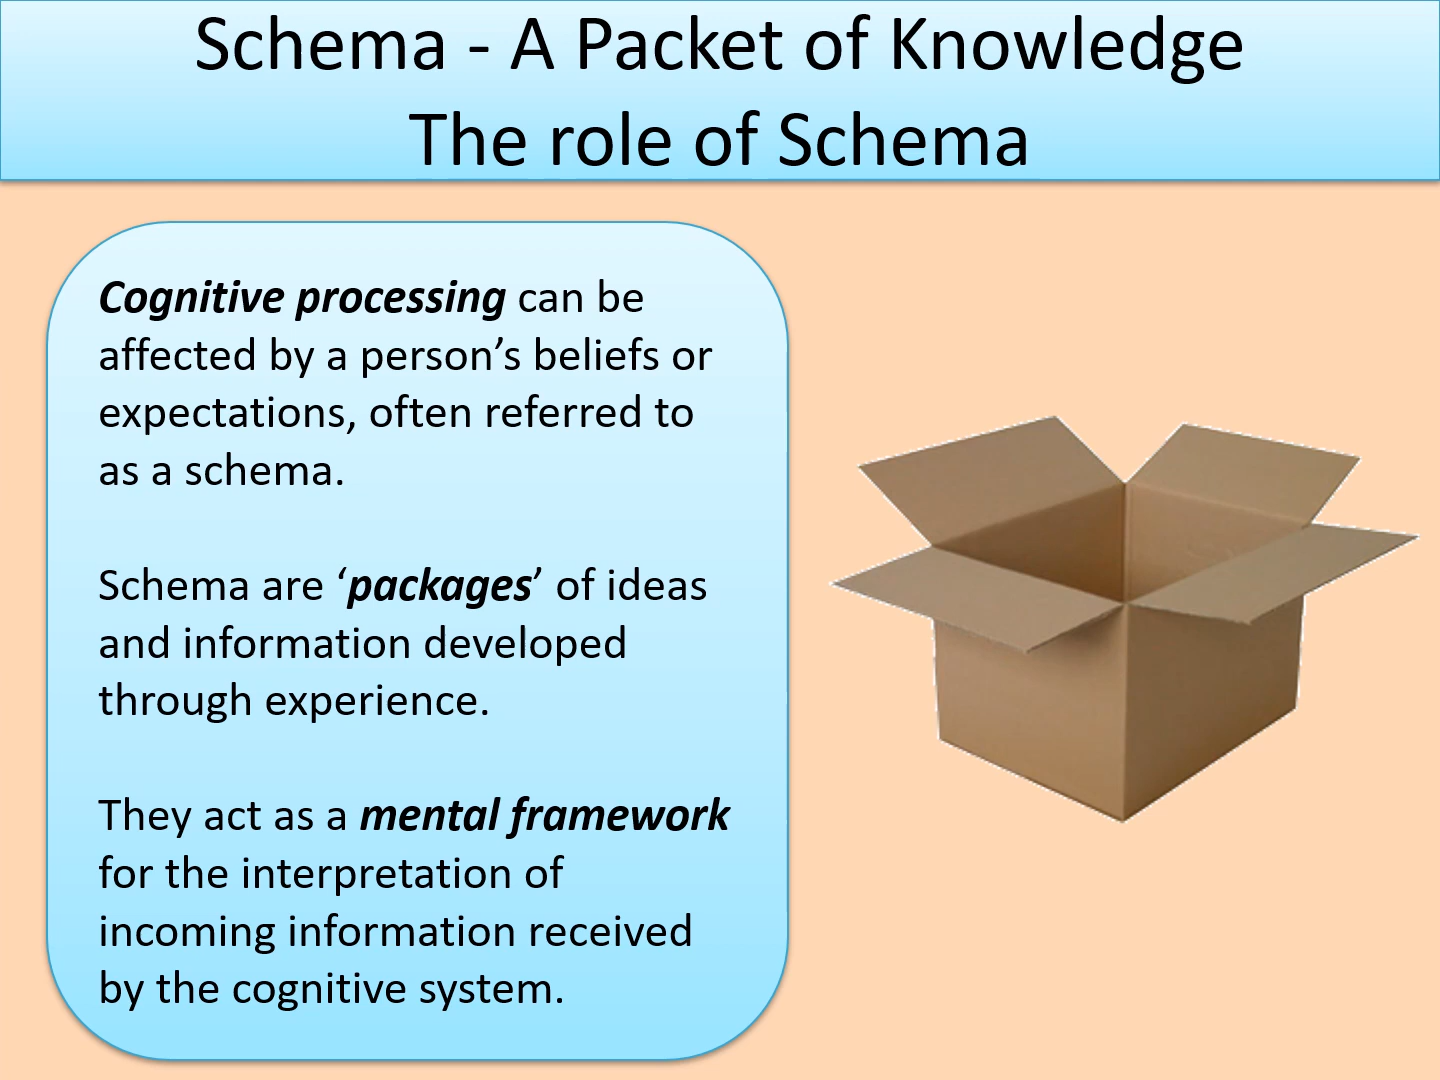 Schema - A Packet of Knowledge
The role of Schema
Cognitive processing can be
affected by a person’s beliefs or
expectations, often referred to
as a schema.
Schema are ‘packages’ of ideas
and information developed
through experience.
They act as a mental framework
for the interpretation of
incoming information received
by the cognitive system.